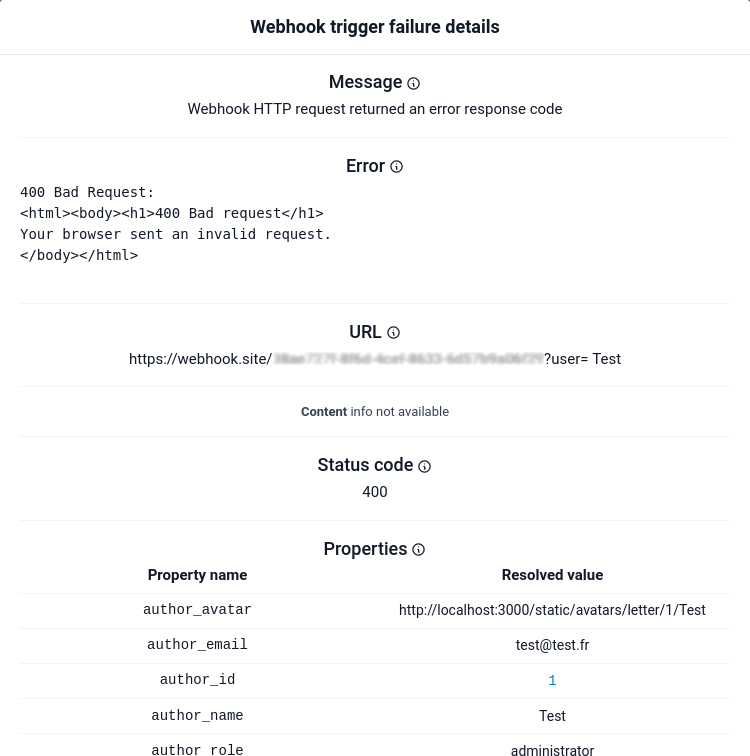 Webhook trigger failure details
Message
Webhook HTTP request returned an error response code
Error
400 Bad Request:
<html><body><h1>400 Bad request</h1>
Your browser sent an invalid request.
</body></html>
URL
https://webhook.site/ ?user= Test
Content info not available
Status code
400
Properties
Property name Resolved value
author_avatar http://localhost:3000/static/avatars/letter/1/Test
author_email test@test.fr
author_id 1
author_name Test
author_role administrator